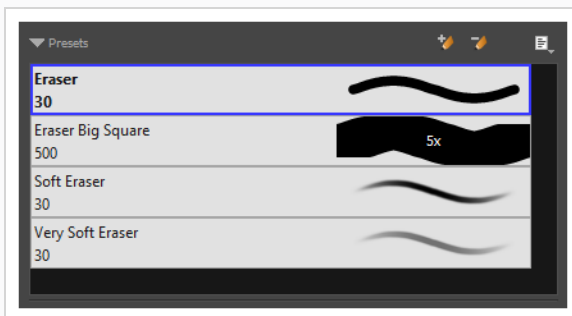 Presets
Eraser
30
Eraser Big Square
500
5x
Soft Eraser
30
Very Soft Eraser
30